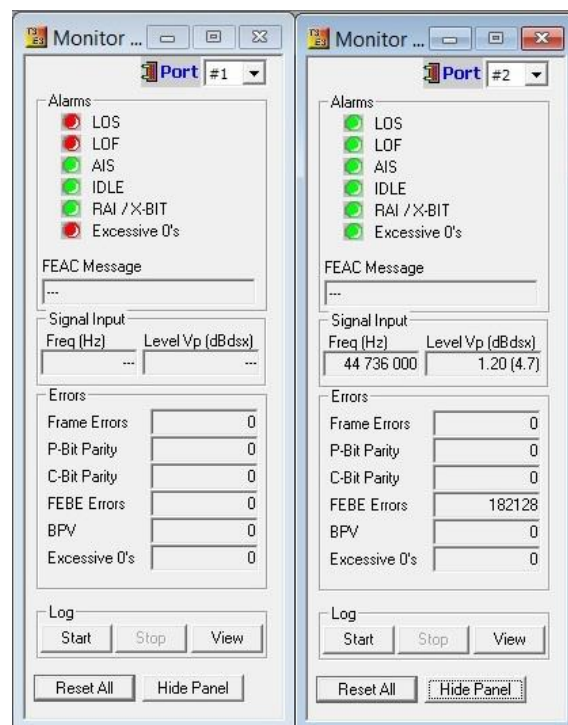 T3 E3 Monitor ...
Port #1
Alarms
LOS
LOF
AIS
IDLE
RAI / X-BIT
Excessive 0's
FEAC Message
---
Signal Input
Freq (Hz) Level Vp (dBdsx)
--- ---
Errors
Frame Errors 0
P-Bit Parity 0
C-Bit Parity 0
FEBE Errors 0
BPV 0
Excessive 0's 0
Log
Start Stop View
Reset All Hide Panel
T3 E3 Monitor ...
Port #2
Alarms
LOS
LOF
AIS
IDLE
RAI / X-BIT
Excessive 0's
FEAC Message
---
Signal Input
Freq (Hz) Level Vp (dBdsx)
44 736 000 1.20 (4.7)
Errors
Frame Errors 0
P-Bit Parity 0
C-Bit Parity 0
FEBE Errors 182128
BPV 0
Excessive 0's 0
Log
Start Stop View
Reset All Hide Panel